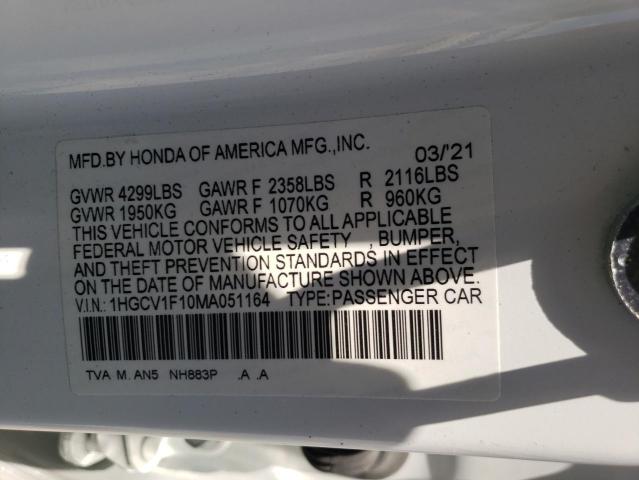 MFD.BY HONDA OF AMERICA MFG.,INC. 03/'21
GVWR 4299LBS GAWR F 2358LBS R 2116LBS
GVWR 1950KG GAWR F 1070KG R 960KG
THIS VEHICLE CONFORMS TO ALL APPLICABLE
FEDERAL MOTOR VEHICLE SAFETY , BUMPER,
AND THEFT PREVENTION STANDARDS IN EFFECT
ON THE DATE OF MANUFACTURE SHOWN ABOVE.
V.I.N.: 1HGCV1F10MA051164 TYPE:PASSENGER CAR
TVA M. AN5 NH883P .A .A